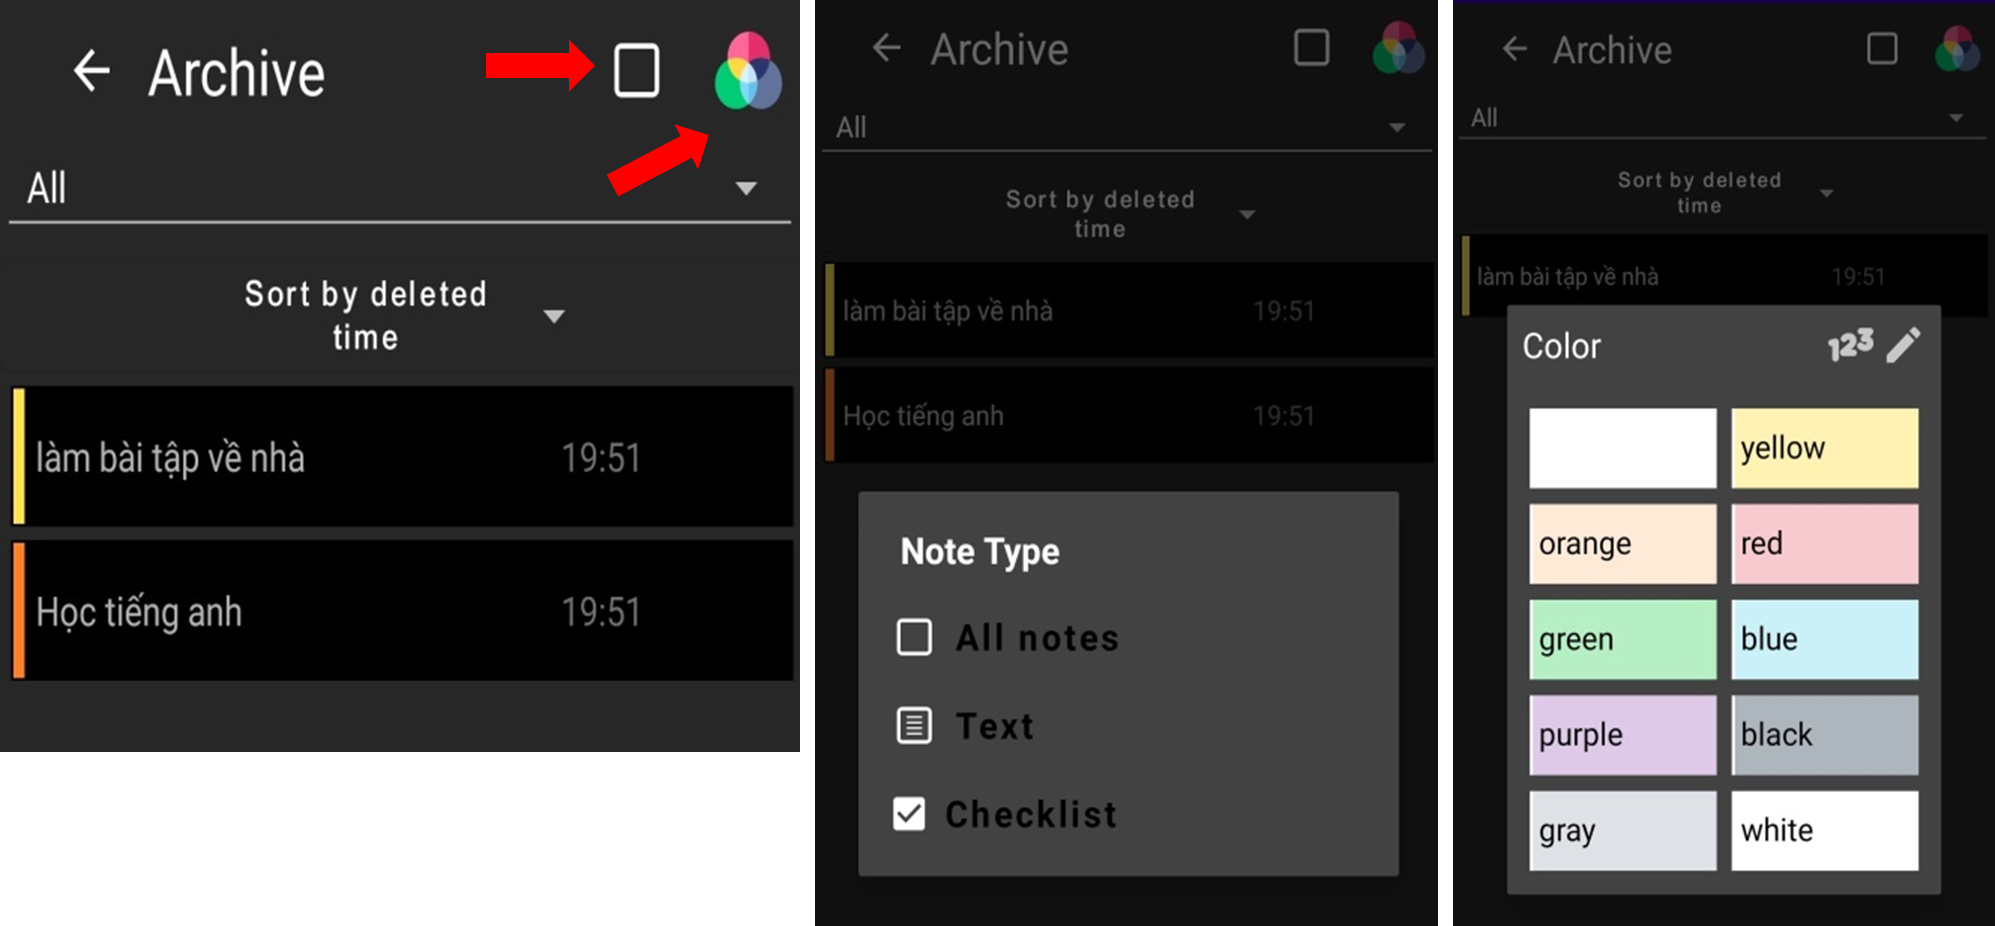 Archive
All
Sort by deleted
time
làm bài tập về nhà 19:51
Học tiếng anh 19:51
Archive
All
Sort by deleted
time
làm bài tập về nhà 19:51
Học tiếng anh 19:51
Note Type
All notes
Text
Checklist
Archive
All
Sort by deleted
time
làm bài tập về nhà 19:51
Color 123
yellow
orange red
green blue
purple black
gray white